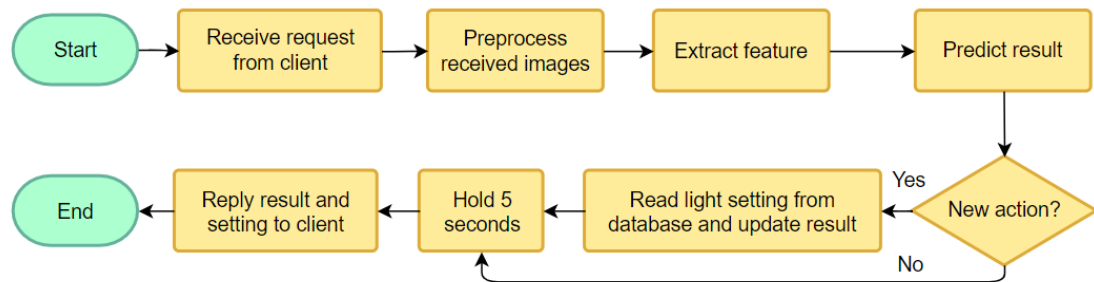 Start
Receive request
from client
Preprocess
received images
Extract feature
Predict result
New action?
Yes
No
Read light setting from
database and update result
Hold 5
seconds
Reply result and
setting to client
End